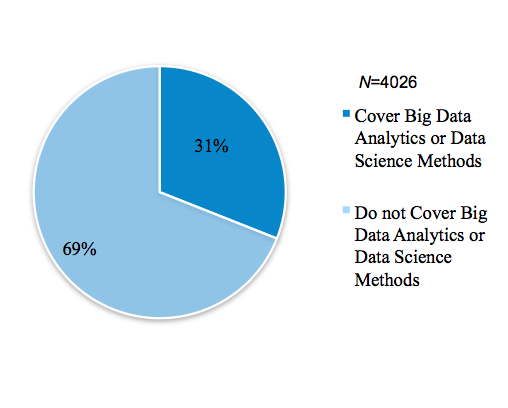 N=4026
31%
Cover Big Data
Analytics or Data
Science Methods
69%
Do not Cover Big
Data Analytics or
Data Science
Methods